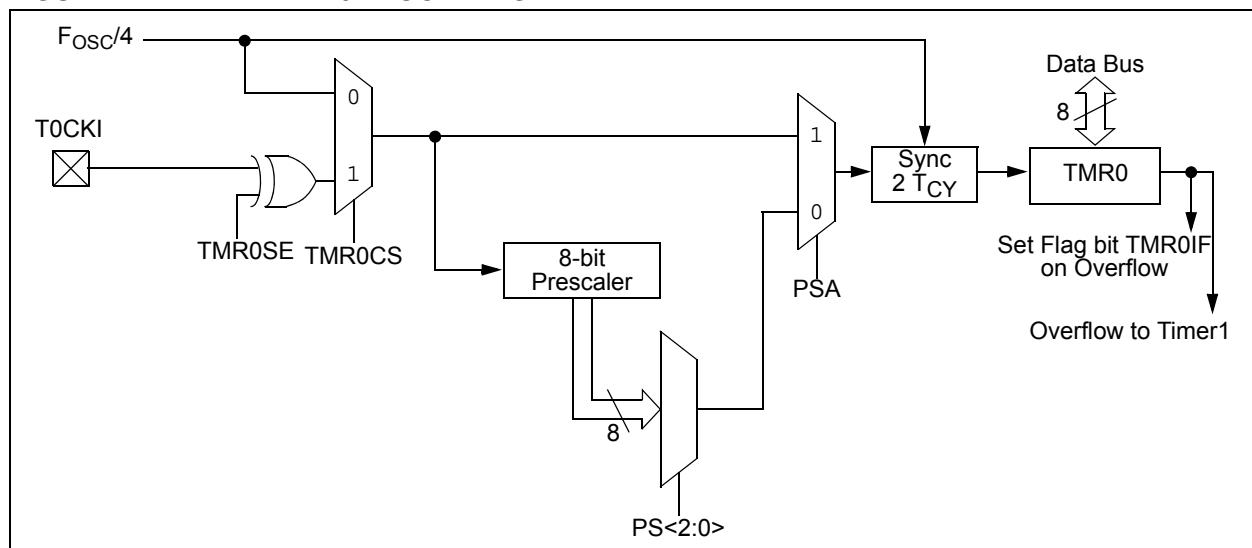 FOSC/4
Data Bus
8
T0CKI
0
1
1
0
Sync
2 TCY
TMR0
TMR0SE
TMR0CS
8-bit
Prescaler
PSA
Set Flag bit TMR0IF
on Overflow
Overflow to Timer1
8
PS<2:0>